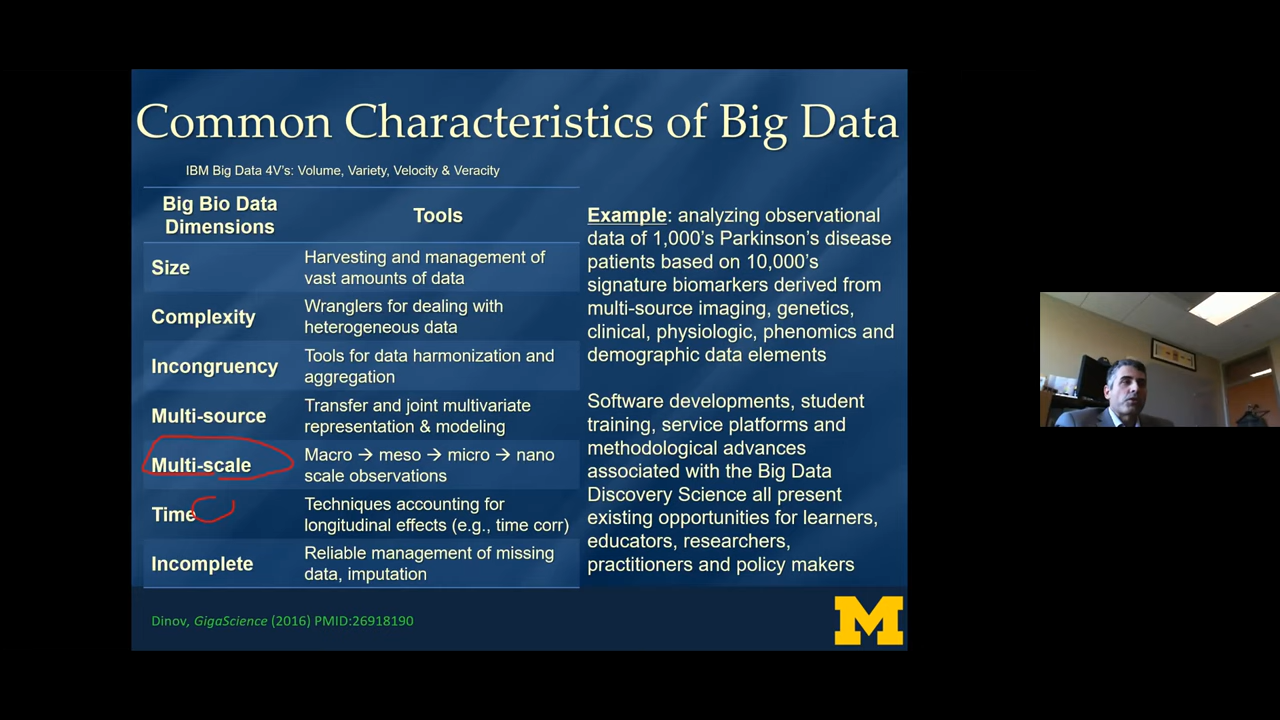 Common Characteristics of Big Data
IBM Big Data 4V's: Volume, Variety, Velocity & Veracity
Big Bio Data
Dimensions
Tools
Size
Harvesting and management of
vast amounts of data
Complexity
Wranglers for dealing with
heterogeneous data
Incongruency
Tools for data harmonization and
aggregation
Multi-source
Transfer and joint multivariate
representation & modeling
Multi-scale
Macro → meso → micro → nano
scale observations
Time
Techniques accounting for
longitudinal effects (e.g., time corr)
Incomplete
Reliable management of missing
data, imputation
Example: analyzing observational
data of 1,000's Parkinson's disease
patients based on 10,000's
signature biomarkers derived from
multi-source imaging, genetics,
clinical, physiologic, phenomics and
demographic data elements
Software developments, student
training, service platforms and
methodological advances
associated with the Big Data
Discovery Science all present
existing opportunities for learners,
educators, researchers,
practitioners and policy makers
Dinov, GigaScience (2016) PMID:26918190
M